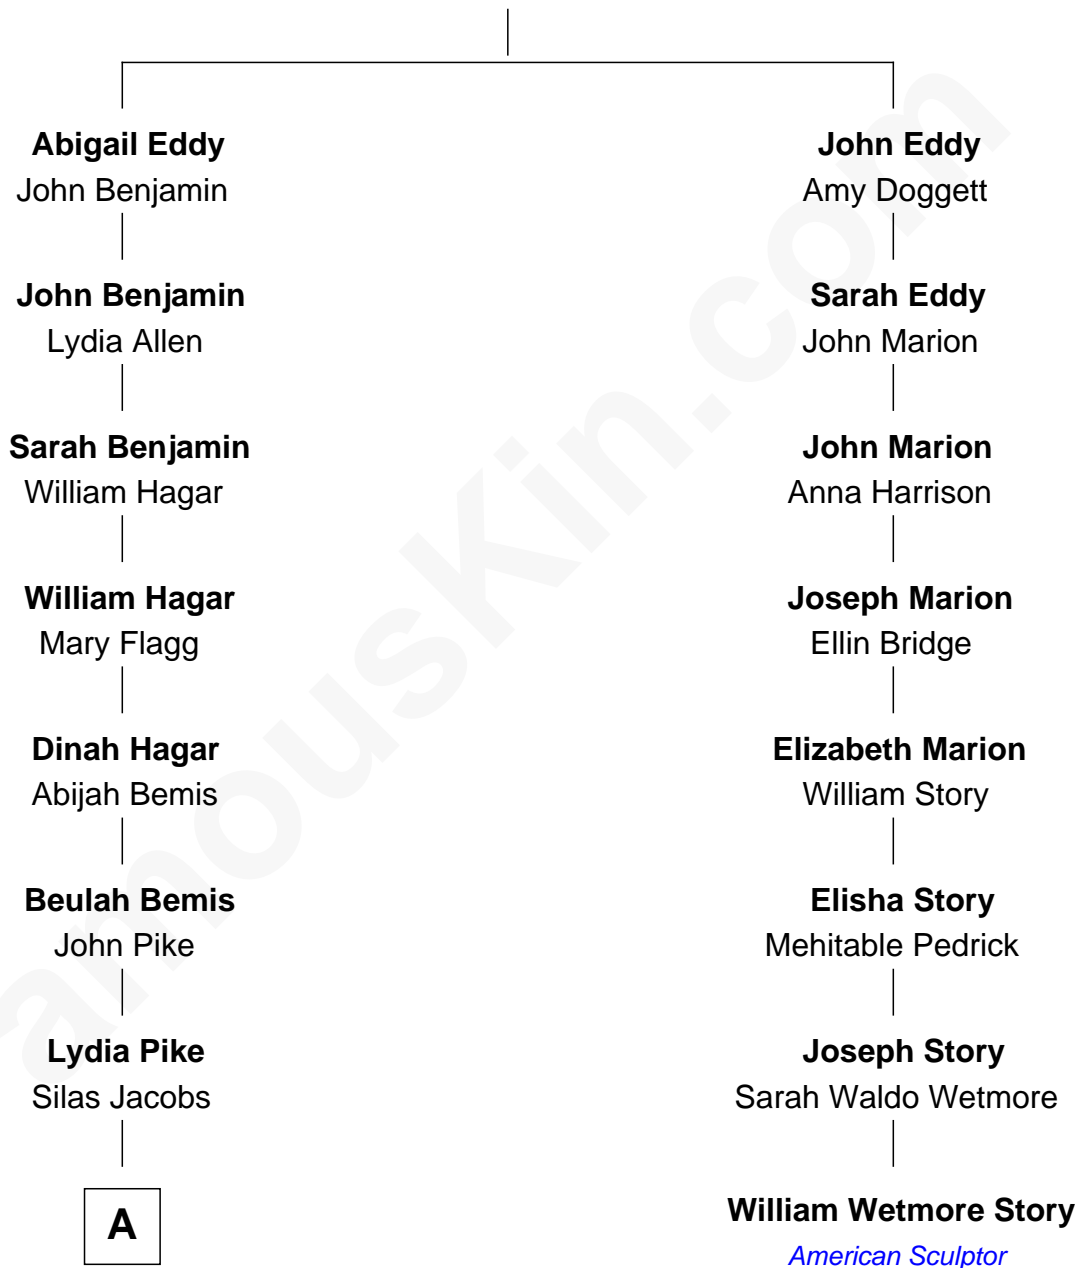 Abigail Eddy
John Benjamin
John Eddy
Amy Doggett
John Benjamin
Lydia Allen
Sarah Eddy
John Marion
Sarah Benjamin
William Hagar
John Marion
Anna Harrison
William Hagar
Mary Flagg
Joseph Marion
Ellin Bridge
Dinah Hagar
Abijah Bemis
Elizabeth Marion
William Story
Beulah Bemis
John Pike
Elisha Story
Mehitable Pedrick
Lydia Pike
Silas Jacobs
Joseph Story
Sarah Waldo Wetmore
A
William Wetmore Story
American Sculptor
amouskin.com